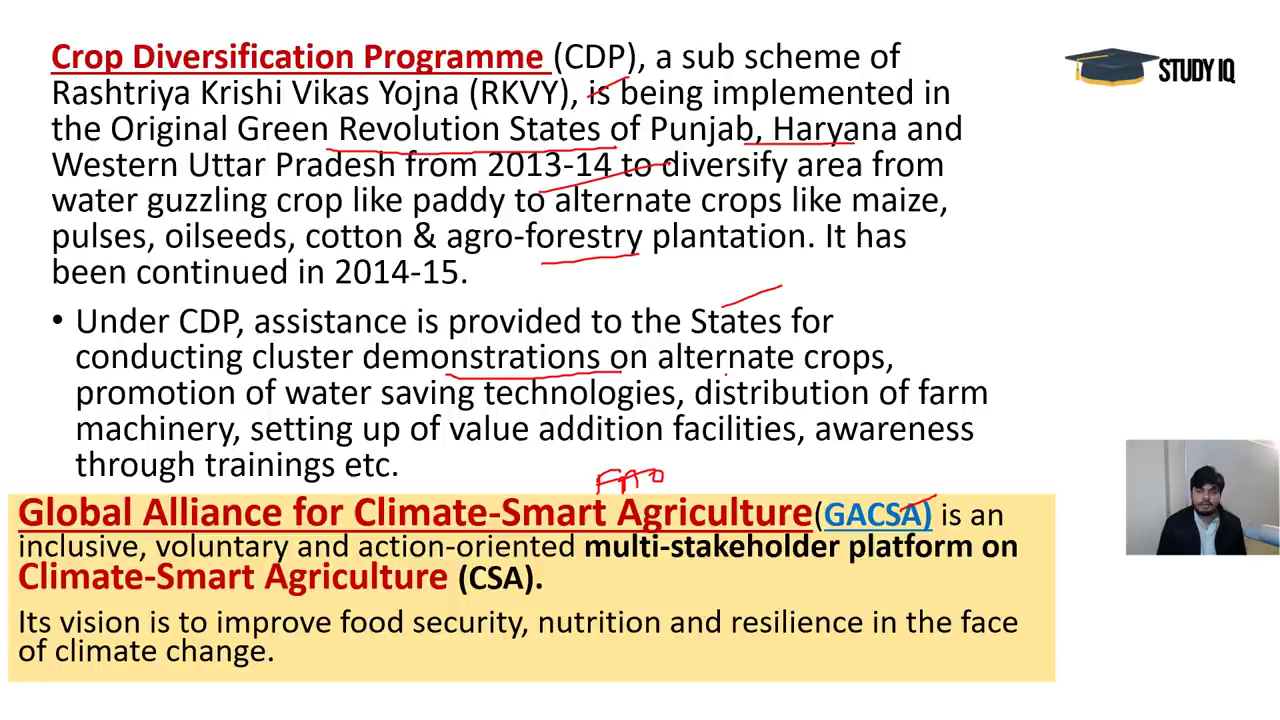 Crop Diversification Programme (CDP), a sub scheme of
Rashtriya Krishi Vikas Yojna (RKVY), is being implemented in
the Original Green Revolution States of Punjab, Haryana and
Western Uttar Pradesh from 2013-14 to diversify area from
water guzzling crop like paddy to alternate crops like maize,
pulses, oilseeds, cotton & agro-forestry plantation. It has
been continued in 2014-15.
• Under CDP, assistance is provided to the States for
conducting cluster demonstrations on alternate crops,
promotion of water saving technologies, distribution of farm
machinery, setting up of value addition facilities, awareness
through trainings etc.
FAO
Global Alliance for Climate-Smart Agriculture(GACSA) is an
inclusive, voluntary and action-oriented multi-stakeholder platform on
Climate-Smart Agriculture (CSA).
Its vision is to improve food security, nutrition and resilience in the face
of climate change.
STUDY IQ